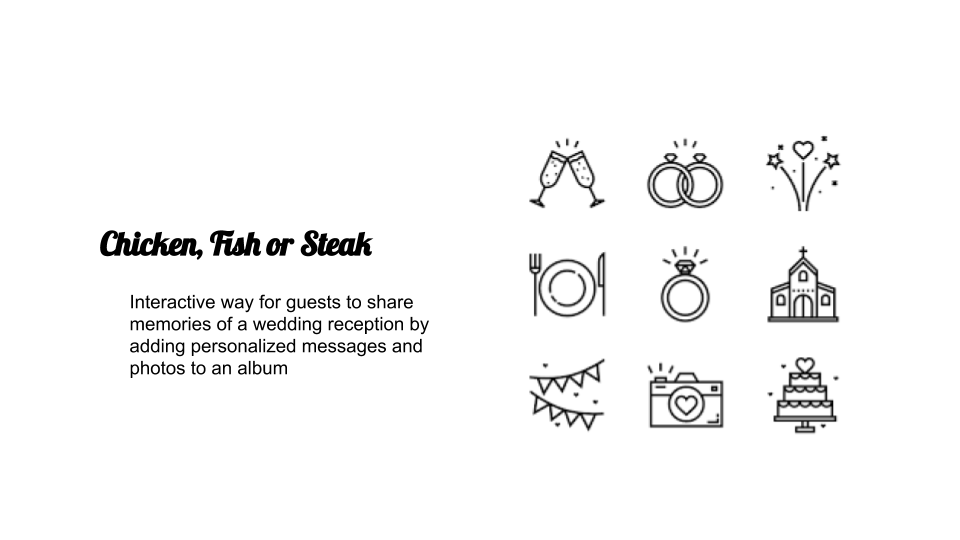 Chicken, Fish or Steak
Interactive way for guests to share
memories of a wedding reception by
adding personalized messages and
photos to an album